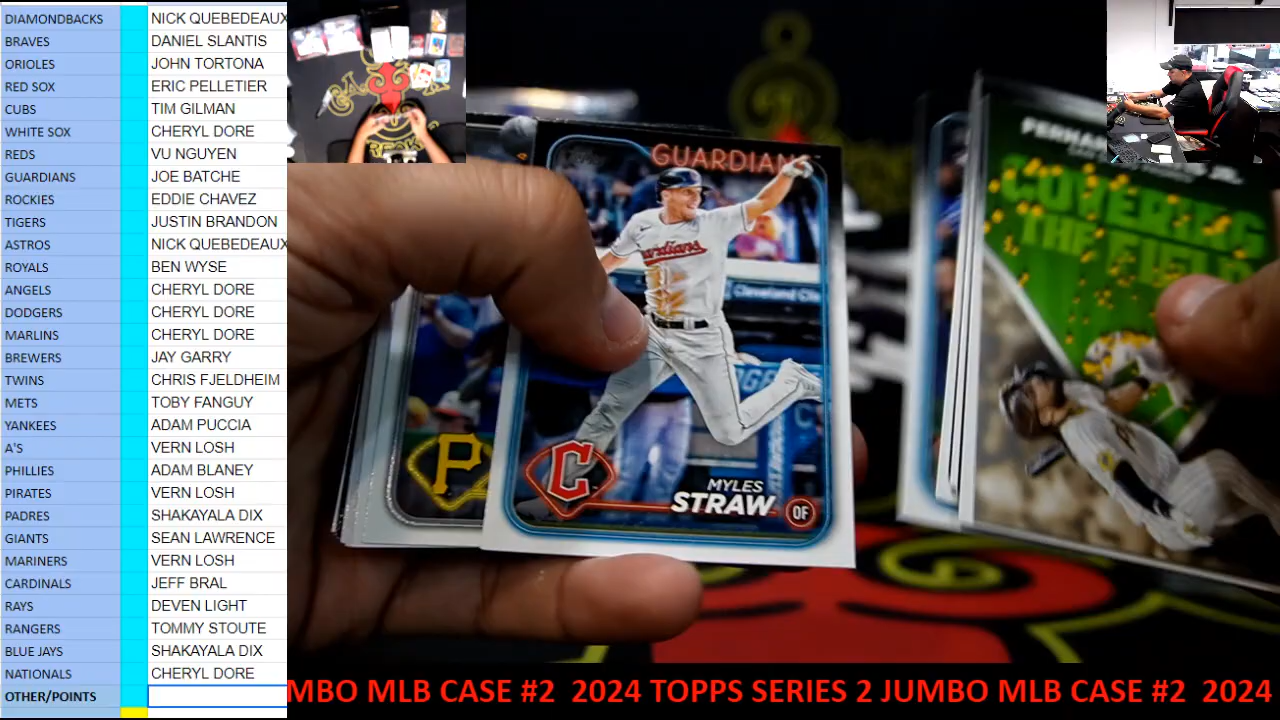 DIAMONDBACKS NICK QUEBEDEAUX
BRAVES DANIEL SLANTIS
ORIOLES JOHN TORTONA
RED SOX ERIC PELLETIER
CUBS TIM GILMAN
WHITE SOX CHERYL DORE
REDS VU NGUYEN
GUARDIANS JOE BATCHE
ROCKIES EDDIE CHAVEZ
TIGERS JUSTIN BRANDON
ASTROS NICK QUEBEDEAUX
ROYALS BEN WYSE
ANGELS CHERYL DORE
DODGERS CHERYL DORE
MARLINS CHERYL DORE
BREWERS JAY GARRY
TWINS CHRIS FJELDHEIM
METS TOBY FANGUY
YANKEES ADAM PUCCIA
A'S VERN LOSH
PHILLIES ADAM BLANEY
PIRATES VERN LOSH
PADRES SHAKAYALA DIX
GIANTS SEAN LAWRENCE
MARINERS VERN LOSH
CARDINALS JEFF BRAL
RAYS DEVEN LIGHT
RANGERS TOMMY STOUTE
BLUE JAYS SHAKAYALA DIX
NATIONALS CHERYL DORE
OTHER/POINTS
GUARDIANS
C
MYLES
STRAW OF
P
COVERING
THE FIELD
MBO MLB CASE #2 2024 TOPPS SERIES 2 JUMBO MLB CASE #2 2024